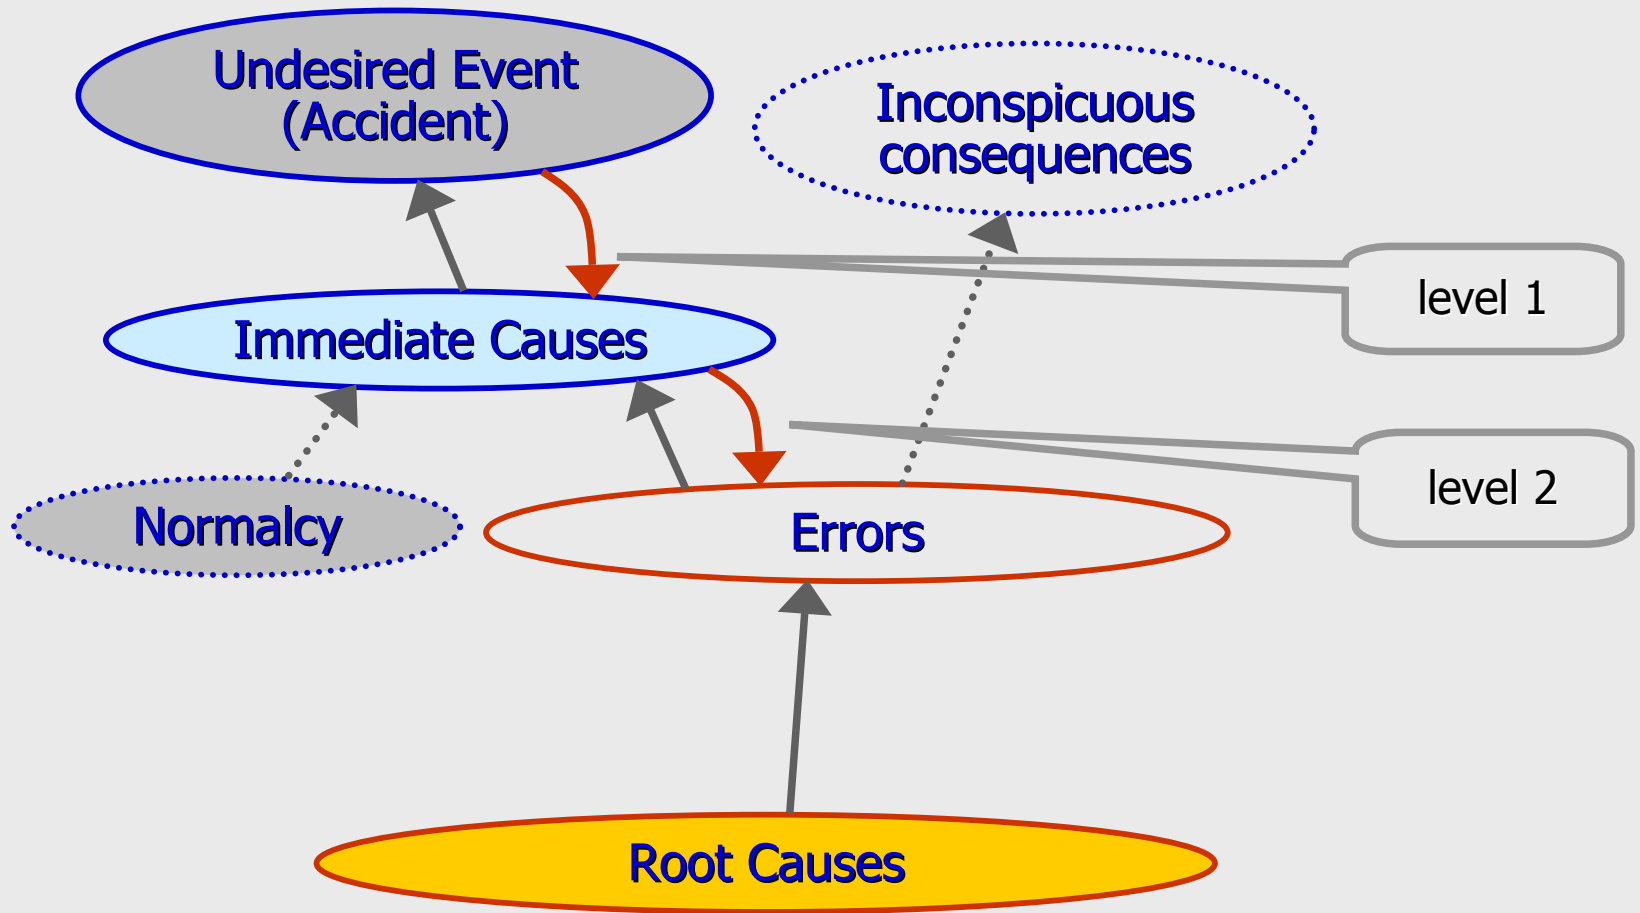 Undesired Event
(Accident)
Inconspicuous
consequences
level 1
Immediate Causes
level 2
Normalcy
Errors
Root Causes